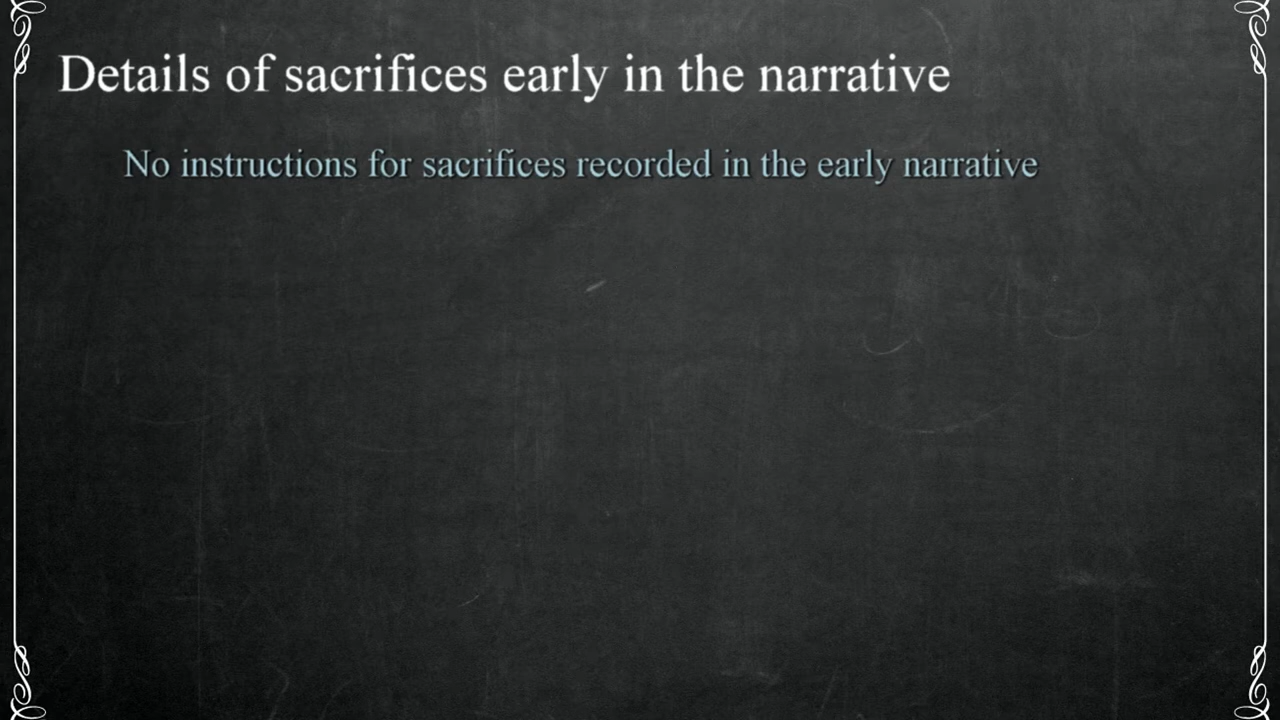 Details of sacrifices early in the narrative
No instructions for sacrifices recorded in the early narrative